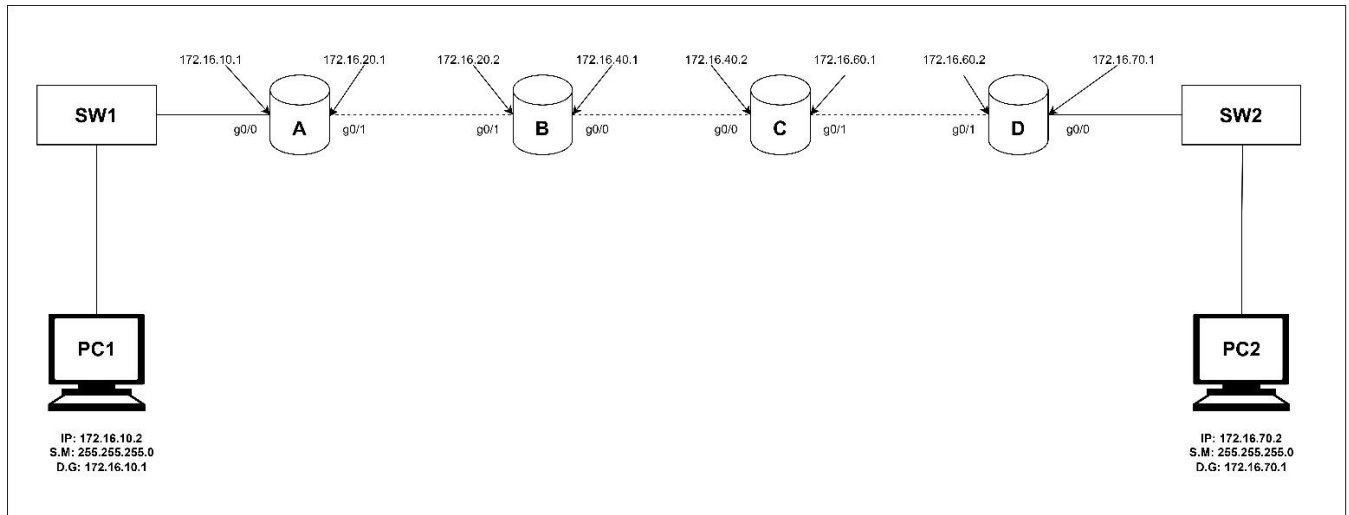 172.16.10.1
172.16.20.1
172.16.20.2
172.16.40.1
172.16.40.2
172.16.60.1
172.16.60.2
172.16.70.1
SW1
g0/0
A
g0/1
g0/1
B
g0/0
g0/0
C
g0/1
g0/1
D
g0/0
SW2
PC1
IP: 172.16.10.2
S.M: 255.255.255.0
D.G: 172.16.10.1
PC2
IP: 172.16.70.2
S.M: 255.255.255.0
D.G: 172.16.70.1